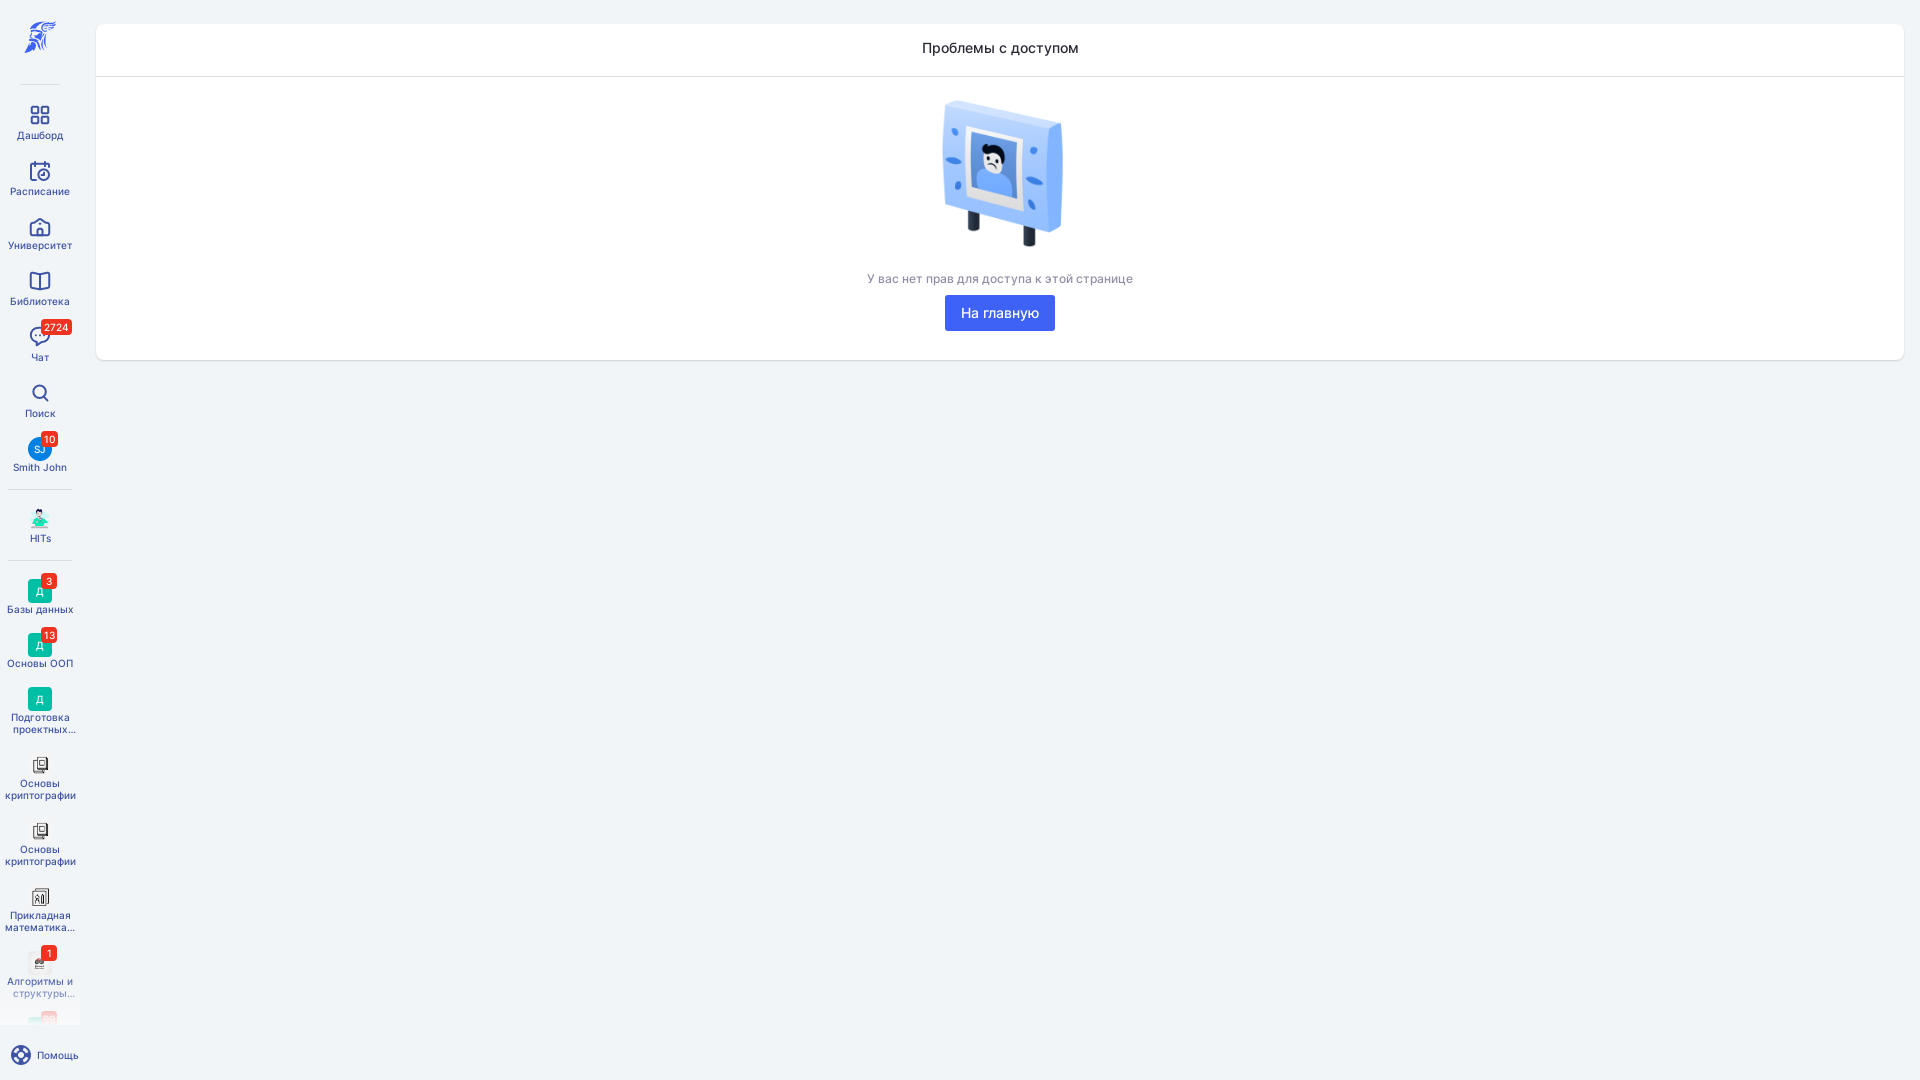 Проблемы с доступом
У вас нет прав для доступа к этой странице
На главную
Дашборд
Расписание
Университет
Библиотека
2724
Чат
Поиск
10
SJ
Smith John
HITs
3
Д
Базы данных
13
Д
Основы ООП
Д
Подготовка
проектных...
Основы
криптографии
Основы
криптографии
Прикладная
математика...
1
Алгоритмы и
структуры...
Помощь